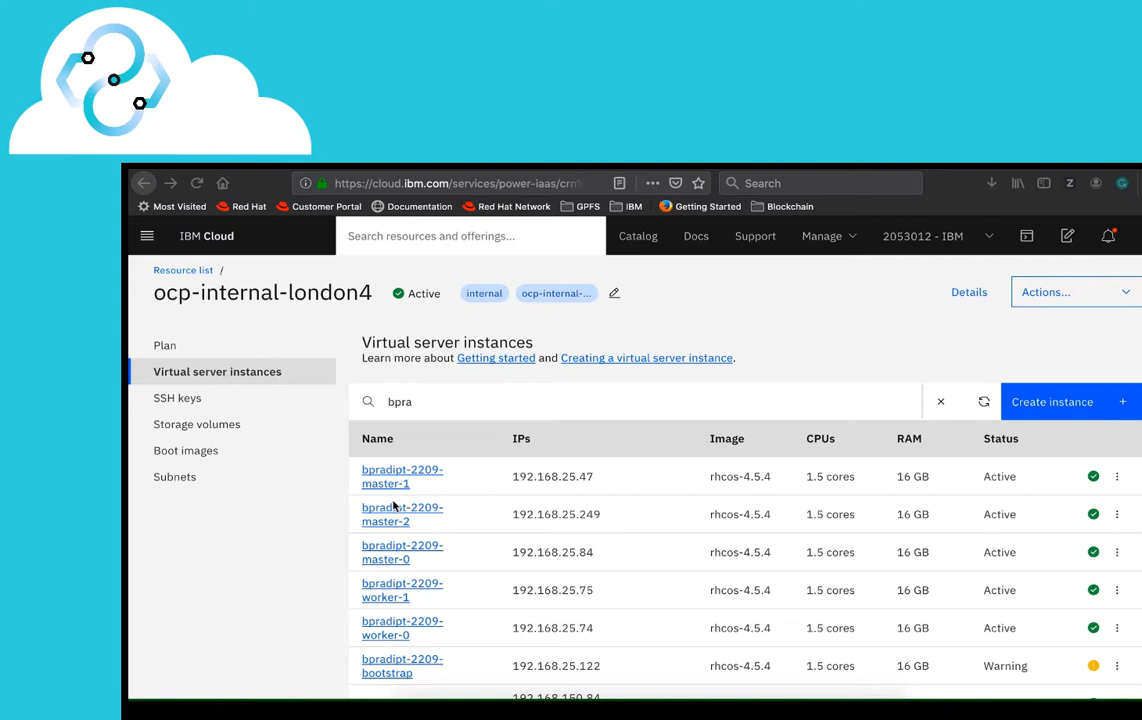 https://cloud.ibm.com/services/power-iaas/crn
Search
Most Visited Red Hat Customer Portal Documentation Red Hat Network GPFS IBM Getting Started Blockchain
IBM Cloud Search resources and offerings... Catalog Docs Support Manage 2053012 - IBM
Resource list /
ocp-internal-london4 Active internal ocp-internal-... Details Actions...
Plan
Virtual server instances
SSH keys
Storage volumes
Boot images
Subnets
Virtual server instances
Learn more about Getting started and Creating a virtual server instance.
bpra
Create instance +
Name IPs Image CPUs RAM Status
bpradipt-2209-
master-1 192.168.25.47 rhcos-4.5.4 1.5 cores 16 GB Active
bpradipt-2209-
master-2 192.168.25.249 rhcos-4.5.4 1.5 cores 16 GB Active
bpradipt-2209-
master-0 192.168.25.84 rhcos-4.5.4 1.5 cores 16 GB Active
bpradipt-2209-
worker-1 192.168.25.75 rhcos-4.5.4 1.5 cores 16 GB Active
bpradipt-2209-
worker-0 192.168.25.74 rhcos-4.5.4 1.5 cores 16 GB Active
bpradipt-2209-
bootstrap 192.168.25.122 rhcos-4.5.4 1.5 cores 16 GB Warning